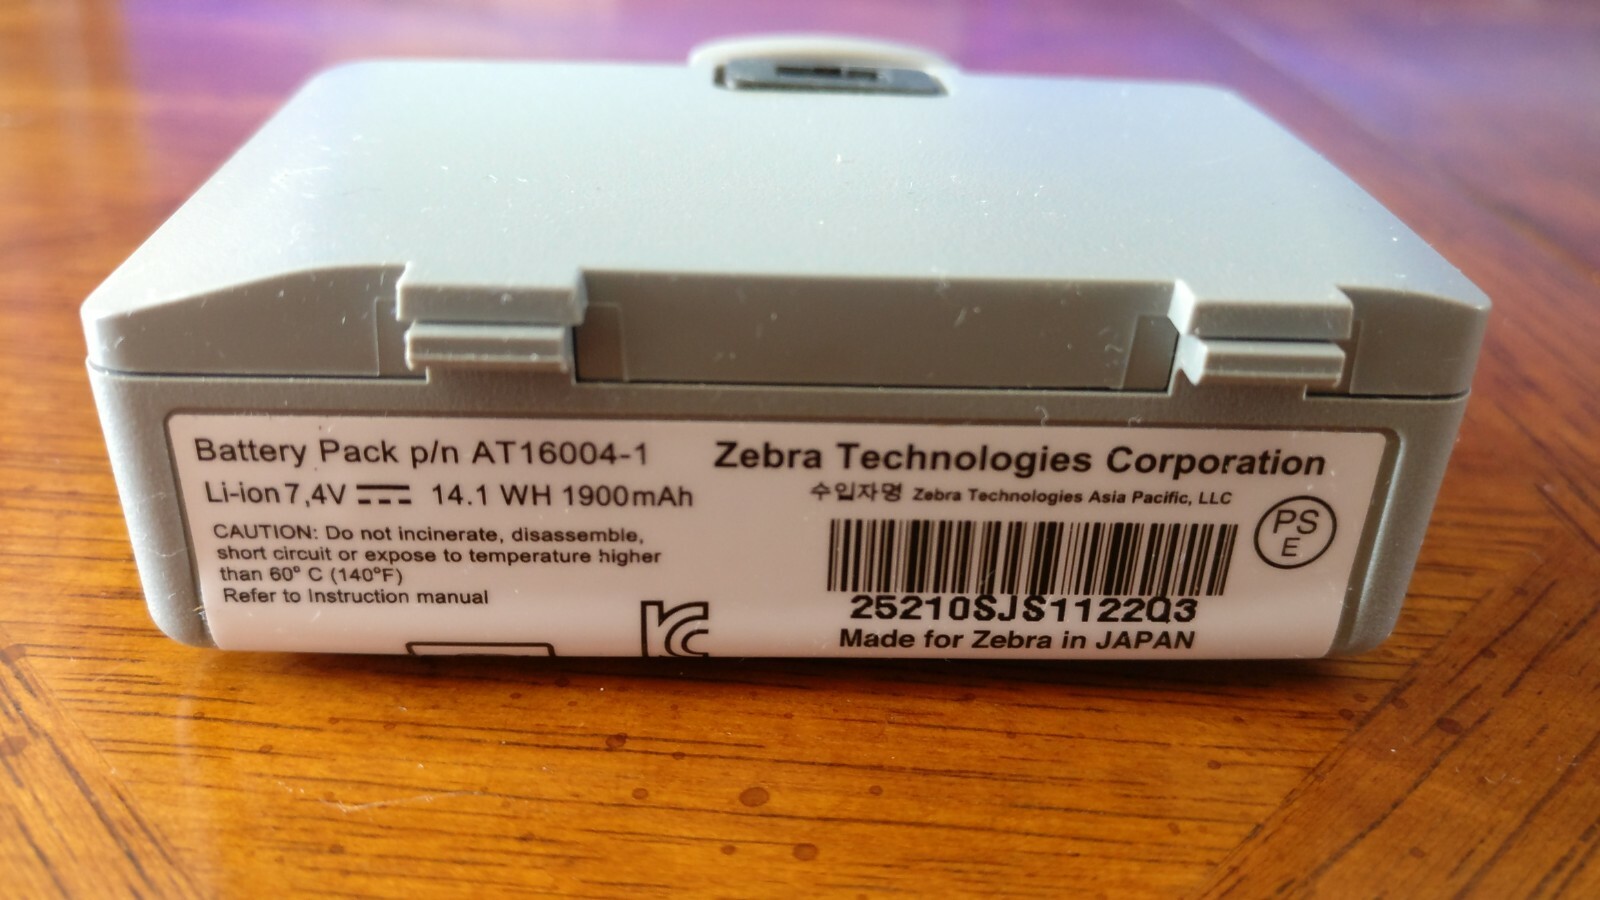 Battery Pack p/n AT16004-1
Li-ion 7,4V 14.1 WH 1900mAh
CAUTION: Do not incinerate, disassemble,
short circuit or expose to temperature higher
than 60° C (140°F)
Refer to Instruction manual
Zebra Technologies Corporation
수입자명 Zebra Technologies Asia Pacific, LLC
PS
E
25210SJS1122Q3
Made for Zebra in JAPAN